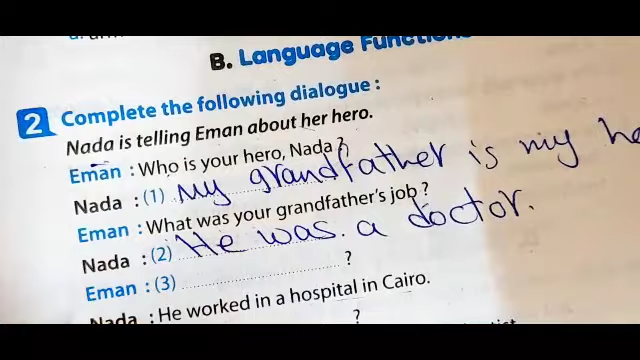 B. Language Functions
2 Complete the following dialogue :
Nada is telling Eman about her hero.
Eman : Who is your hero, Nada ?
Nada : (1) My grandfather is my he
Eman : What was your grandfather's job ?
Nada : (2) He was a doctor.
Eman : (3) ............ ?
Nada : He worked in a hospital in Cairo.
?